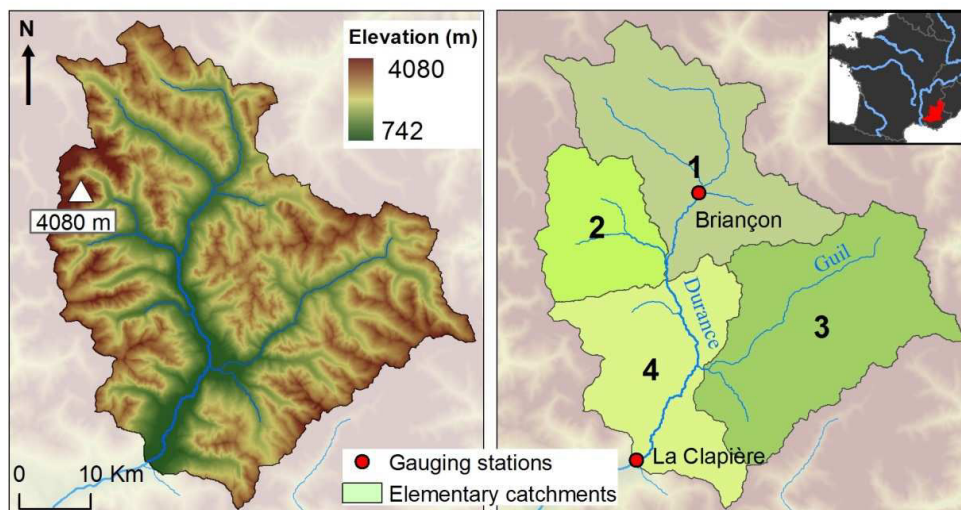 N
Elevation (m)
4080
742
4080 m
0 10 Km
1
Briançon
2
Guil
Durance
3
4
La Clapière
Gauging stations
Elementary catchments